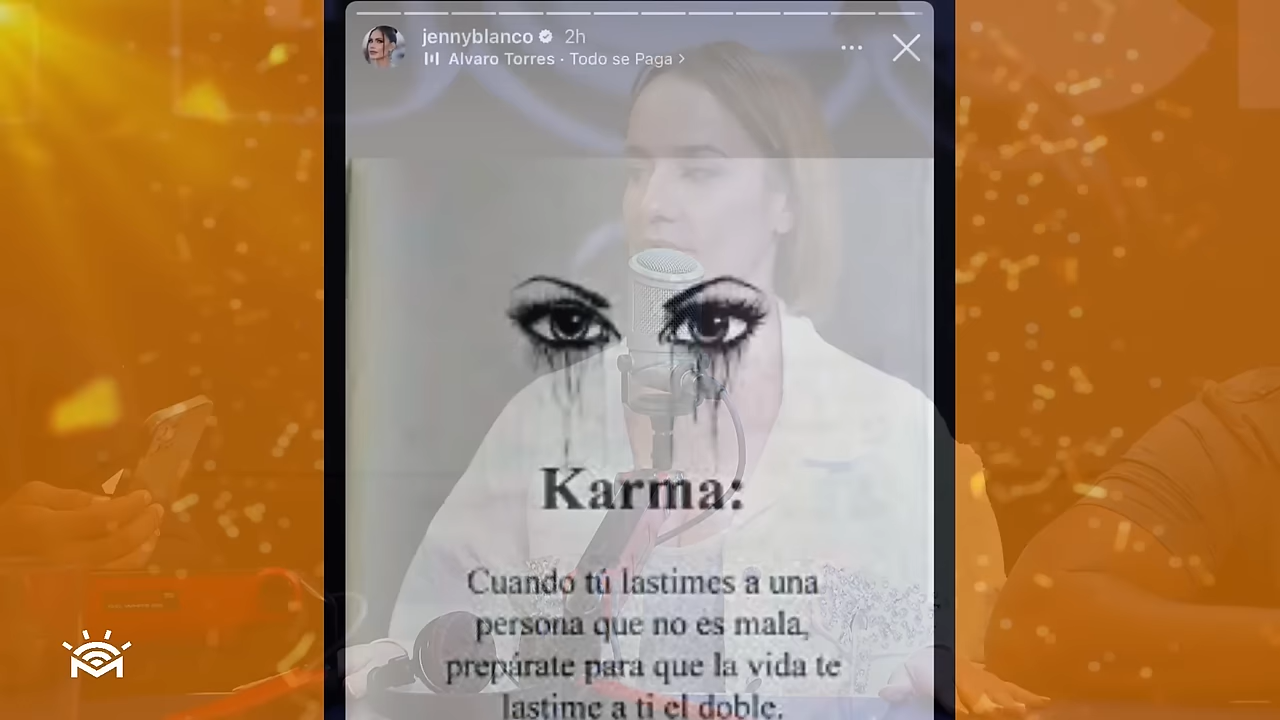 jennyblanco 2h
Alvaro Torres · Todo se Paga >
Karma:
Cuando tú lastimes a una
persona que no es mala,
prepárate para que la vida te
lastime a ti el doble.